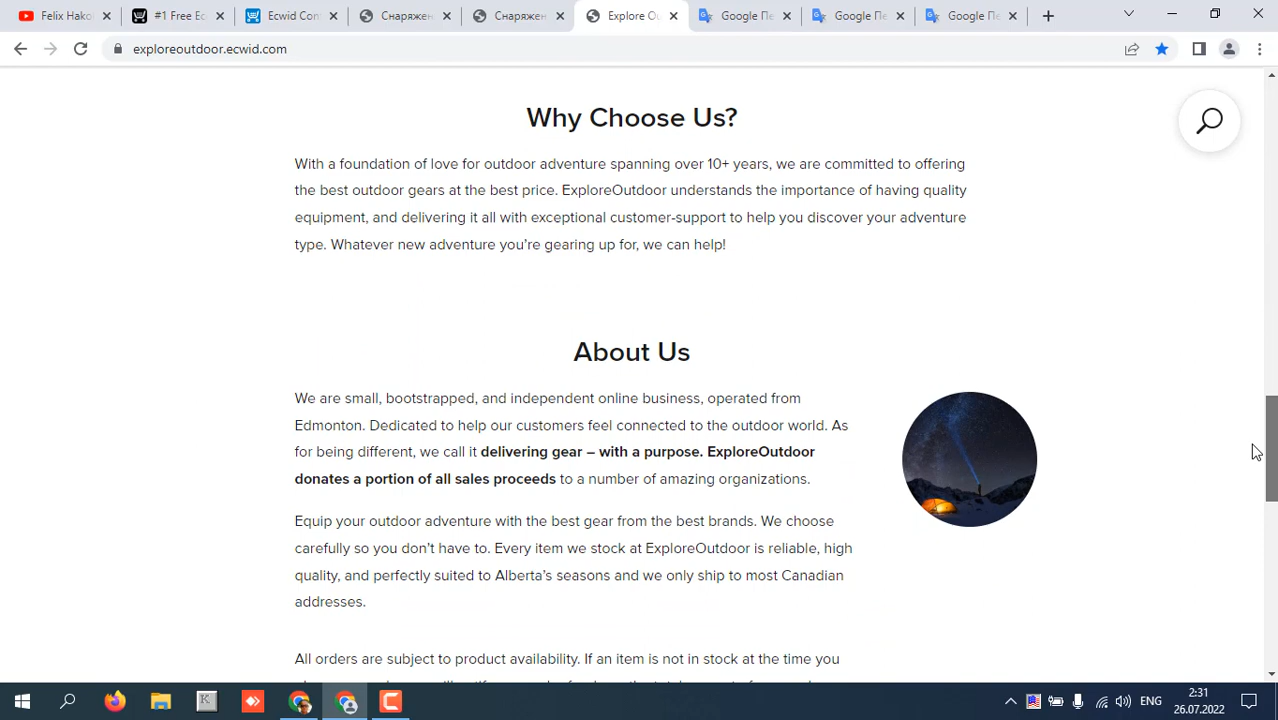 Felix Hako
#1 Free Ec
Ecwid Con
Снаряжен
Снаряжен
Explore Ou
Google Пе
Google Пе
Google Пе
exploreoutdoor.ecwid.com
Why Choose Us?
With a foundation of love for outdoor adventure spanning over 10+ years, we are committed to offering
the best outdoor gears at the best price. ExploreOutdoor understands the importance of having quality
equipment, and delivering it all with exceptional customer-support to help you discover your adventure
type. Whatever new adventure you’re gearing up for, we can help!
About Us
We are small, bootstrapped, and independent online business, operated from
Edmonton. Dedicated to help our customers feel connected to the outdoor world. As
for being different, we call it delivering gear – with a purpose. ExploreOutdoor
donates a portion of all sales proceeds to a number of amazing organizations.
Equip your outdoor adventure with the best gear from the best brands. We choose
carefully so you don’t have to. Every item we stock at ExploreOutdoor is reliable, high
quality, and perfectly suited to Alberta’s seasons and we only ship to most Canadian
addresses.
All orders are subject to product availability. If an item is not in stock at the time you
ENG
2:31
26.07.2022